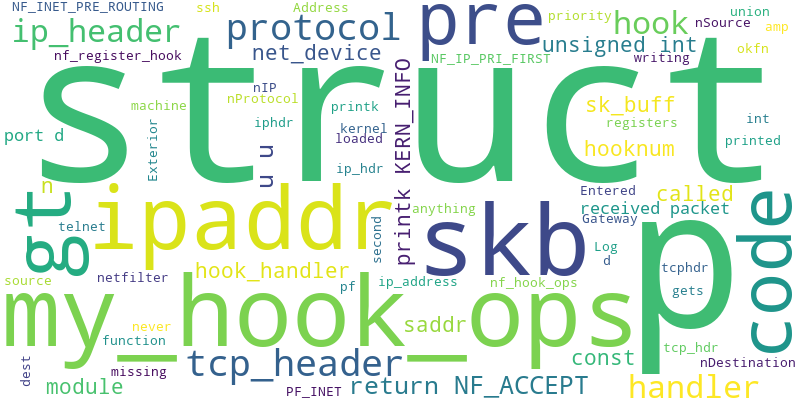 NF_INET_PRE_ROUTING
ssh
Address
pre
priority
union
ip_header
protocol
hook
nSource
amp
nf_register_hook
net_device
unsigned int
okfn
NF_IP_PRI_FIRST
writing
struct
nIP
nProtocol
machine
printk
sk_buff
port d
Exterior
iphdr
kernel
loaded
printk KERN_INFO
registers
int
printed
hooknum
u u
ip_hdr
n
gt
ipaddr
skb
p
code
Entered
called
anything
received packet
telnet
second
Gateway
Log
d
netfilter
hook_handler
tcphdr
source
pf
ip_address
nf_hook_ops
gets
my_hook_ops
never
saddr
function
tcp_hdr
dest
missing
tcp_header
const
nDestination
module
PF_INET
return NF_ACCEPT
handler